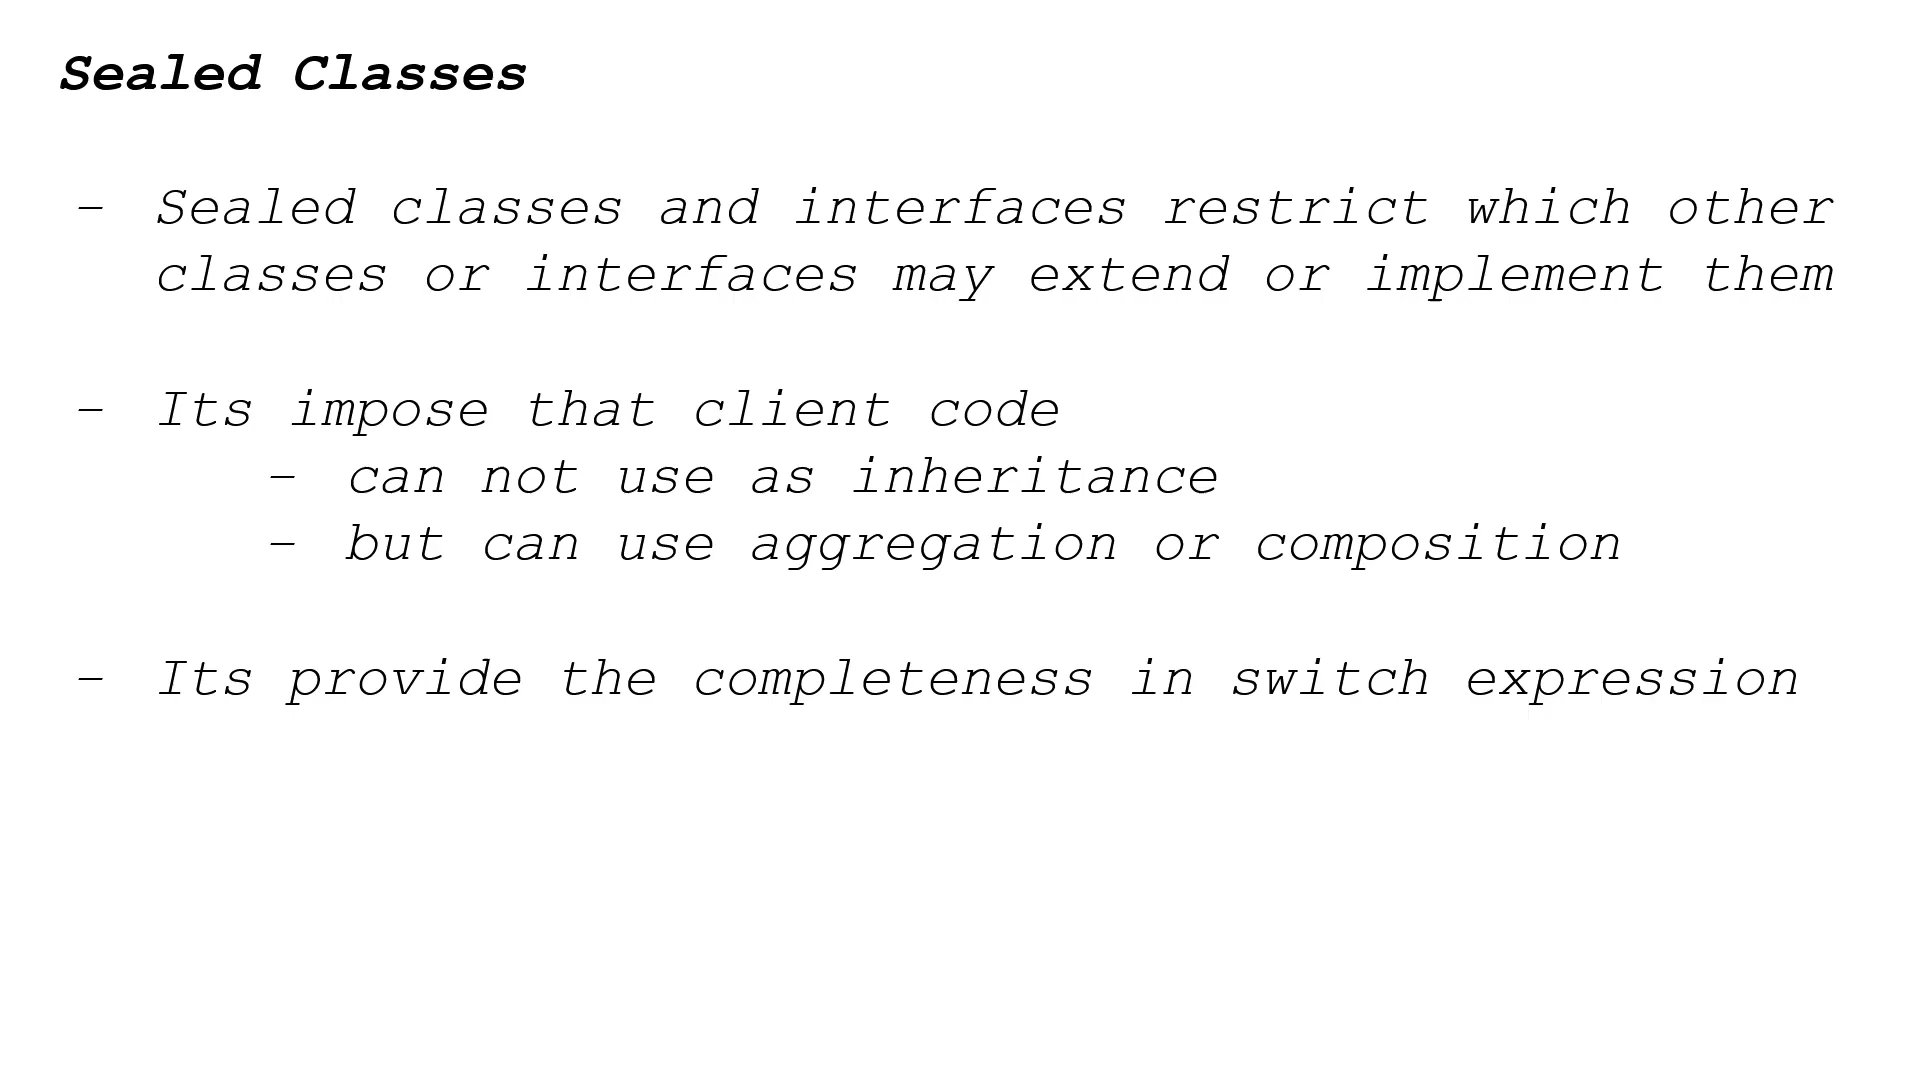 Sealed Classes
- Sealed classes and interfaces restrict which other
classes or interfaces may extend or implement them
- Its impose that client code
- can not use as inheritance
- but can use aggregation or composition
- Its provide the completeness in switch expression